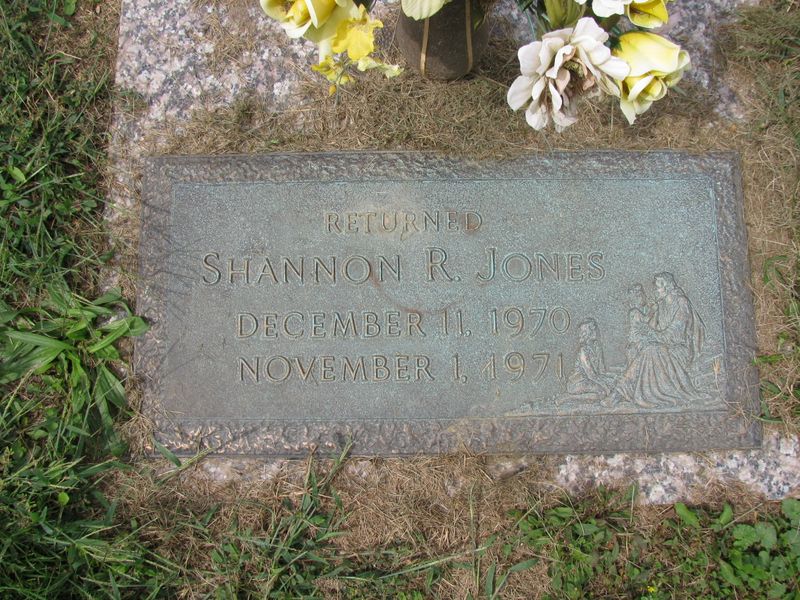 RETURNED
SHANNON R. JONES
DECEMBER 11, 1970
NOVEMBER 1, 1971